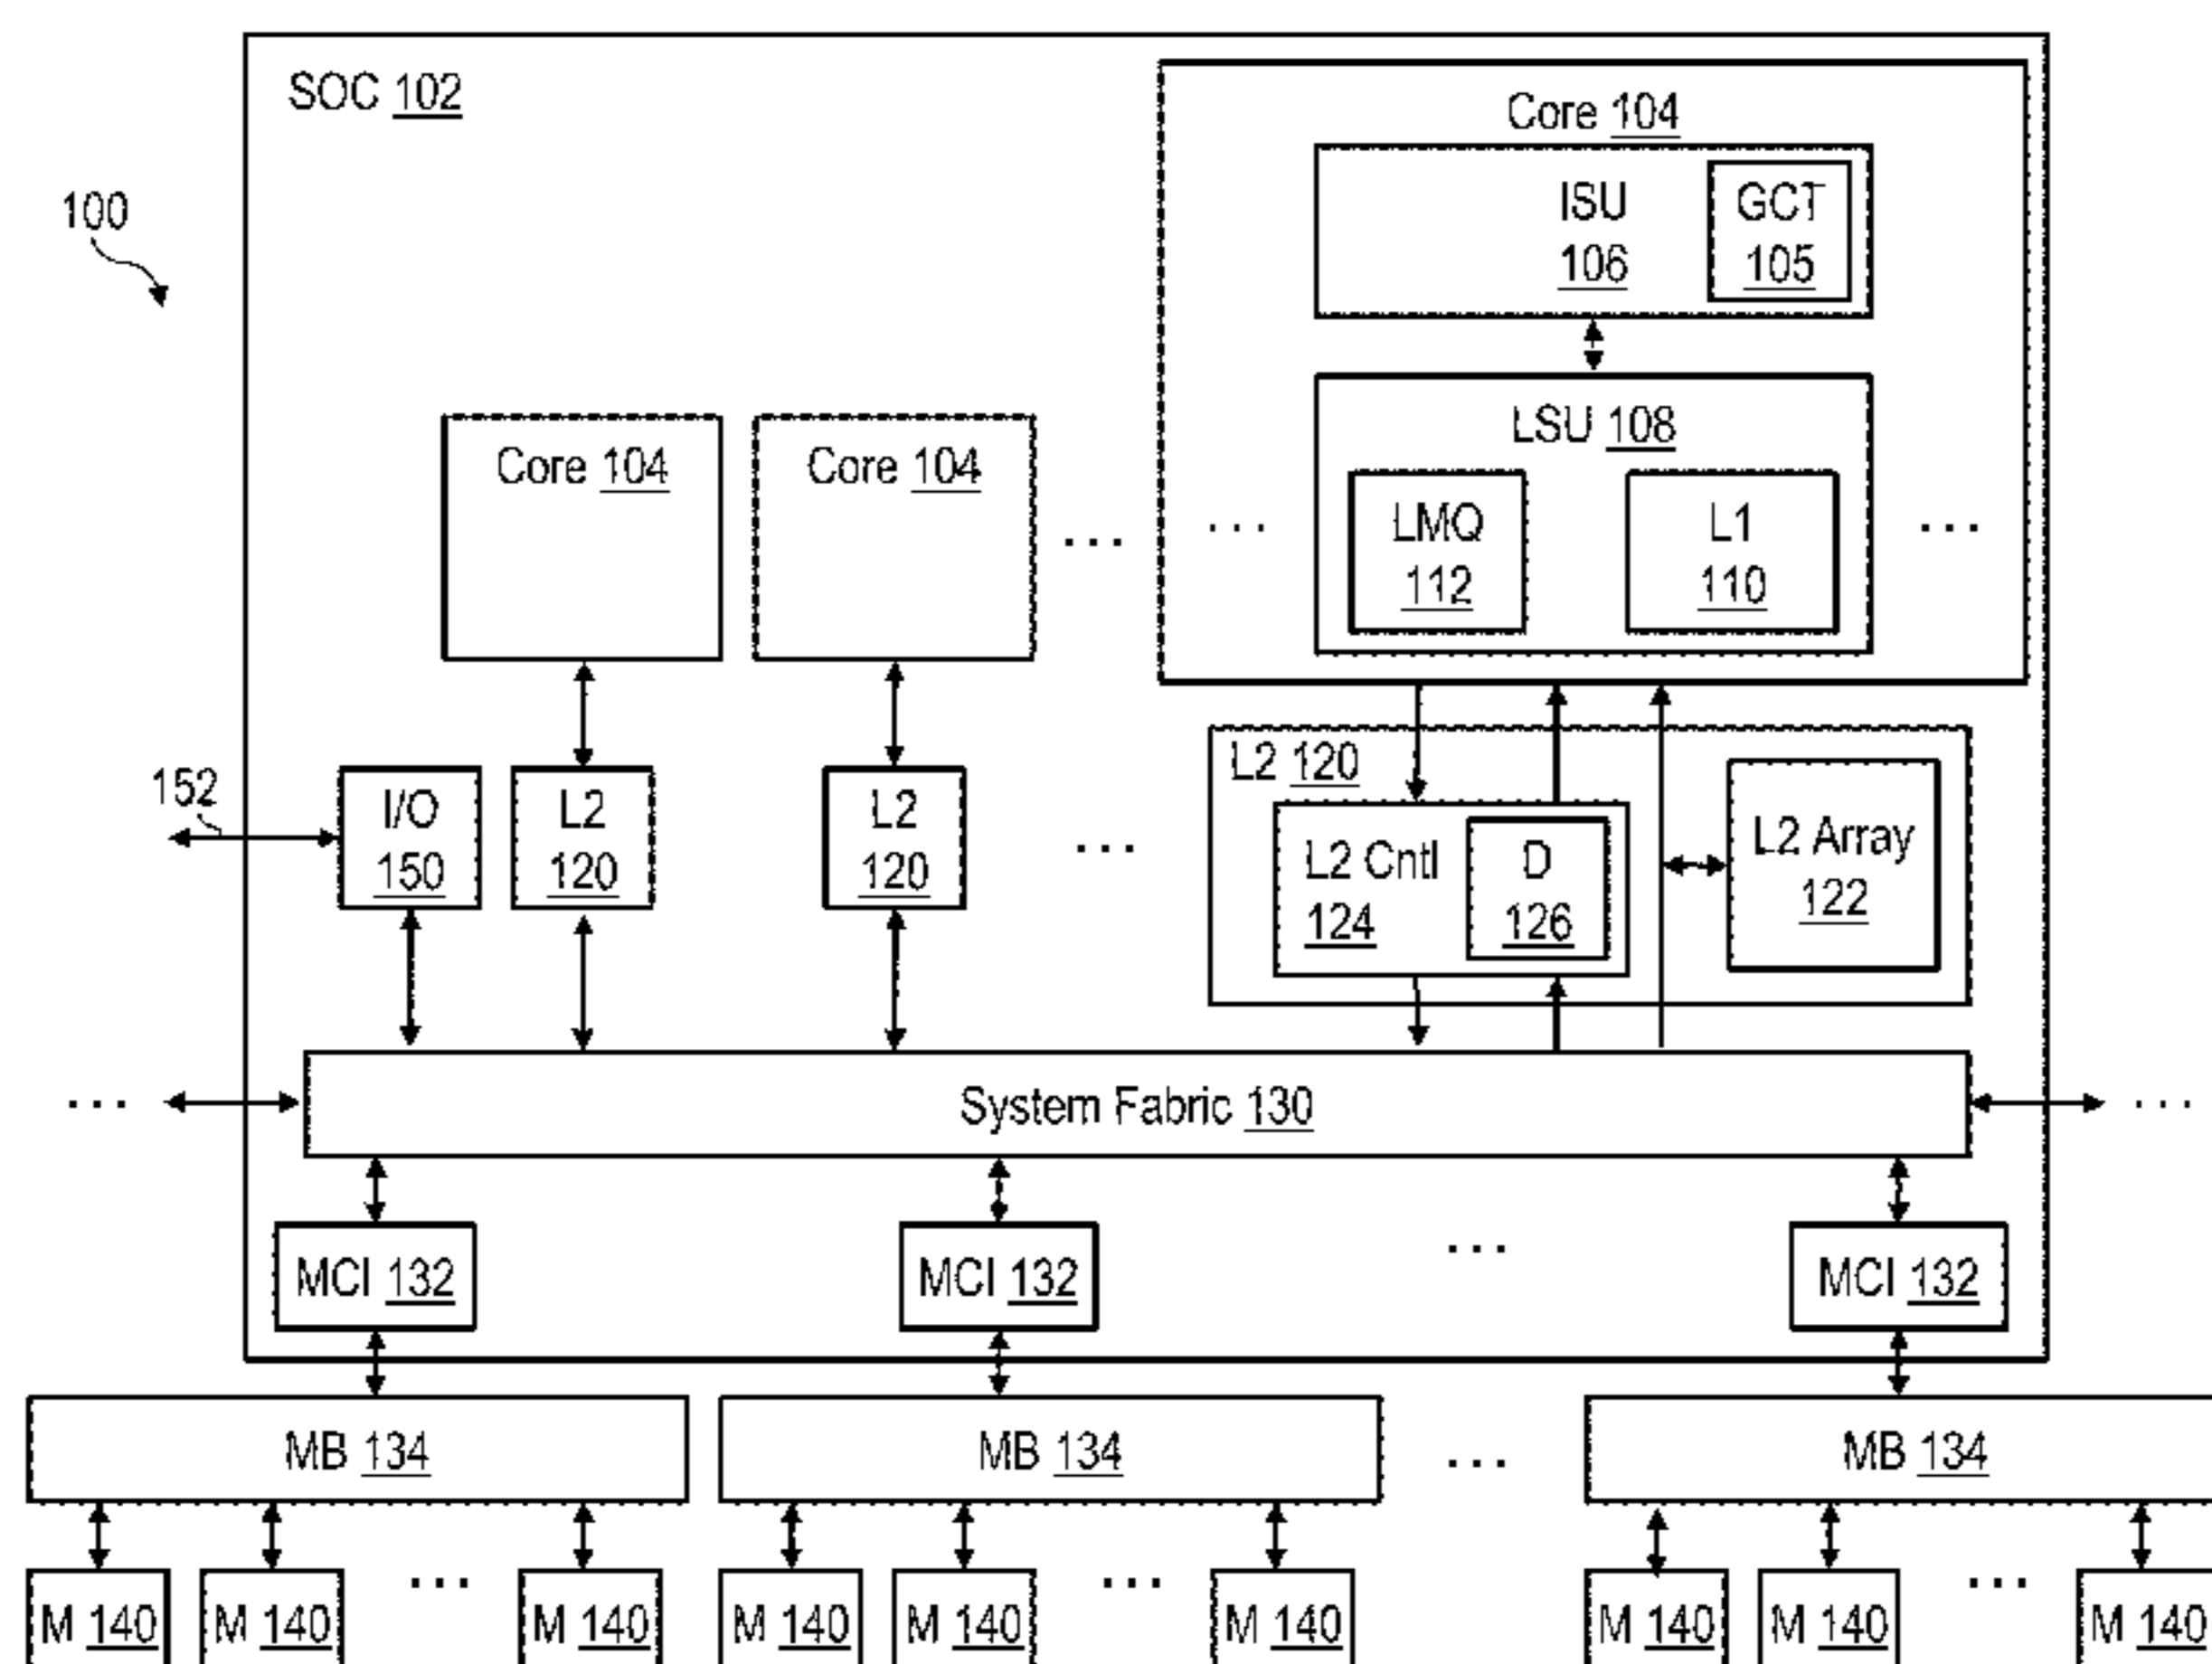 SOC 102
Core 104
ISU
106
GCT
105
100
LSU 108
Core 104
Core 104
...
...
LMQ
112
L1
110
...
152
I/O
150
L2
120
L2
120
...
L2 120
L2 Cntl
124
D
126
L2 Array
122
...
System Fabric 130
...
MCI 132
MCI 132
...
MCI 132
MB 134
MB 134
...
MB 134
M 140
M 140
...
M 140
M 140
M 140
...
M 140
M 140
M 140
...
M 140